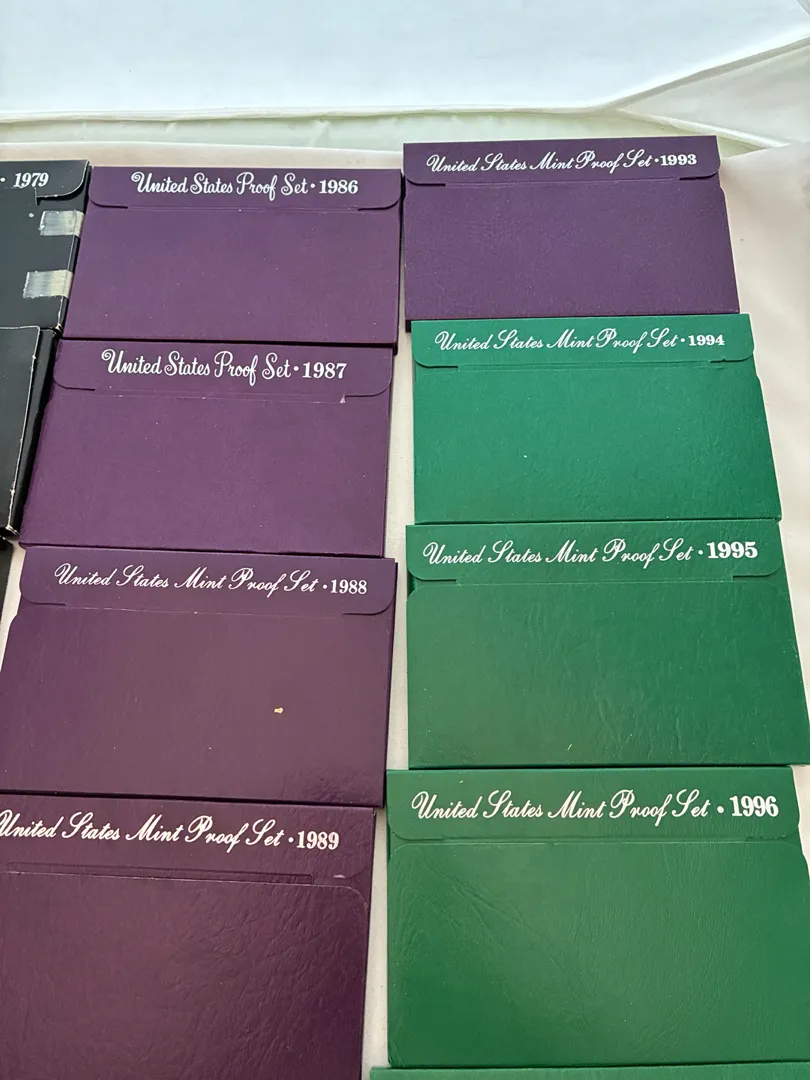 • 1979
United States Proof Set • 1986
United States Proof Set • 1987
United States Mint Proof Set • 1988
United States Mint Proof Set • 1989
United States Mint Proof Set • 1993
United States Mint Proof Set • 1994
United States Mint Proof Set • 1995
United States Mint Proof Set • 1996